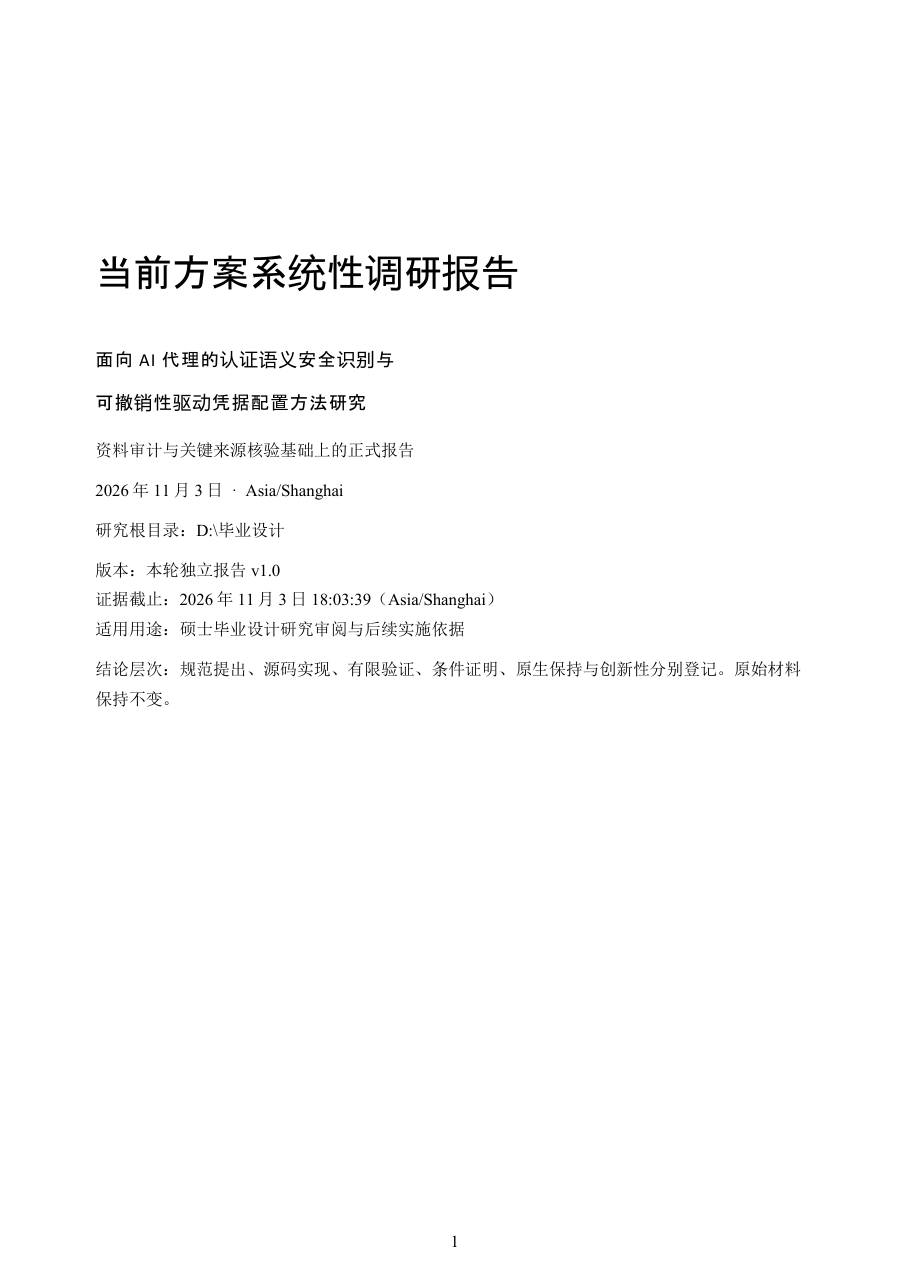 当前方案系统性调研报告
面向 AI 代理的认证语义安全识别与
可撤销性驱动凭据配置方法研究
资料审计与关键来源核验基础上的正式报告
2026 年 11 月 3 日 · Asia/Shanghai
研究根目录：D:\毕业设计
版本：本轮独立报告 v1.0
证据截止：2026 年 11 月 3 日 18:03:39（Asia/Shanghai）
适用用途：硕士毕业设计研究审阅与后续实施依据
结论层次：规范提出、源码实现、有限验证、条件证明、原生保持与创新性分别登记。原始材料
保持不变。
1